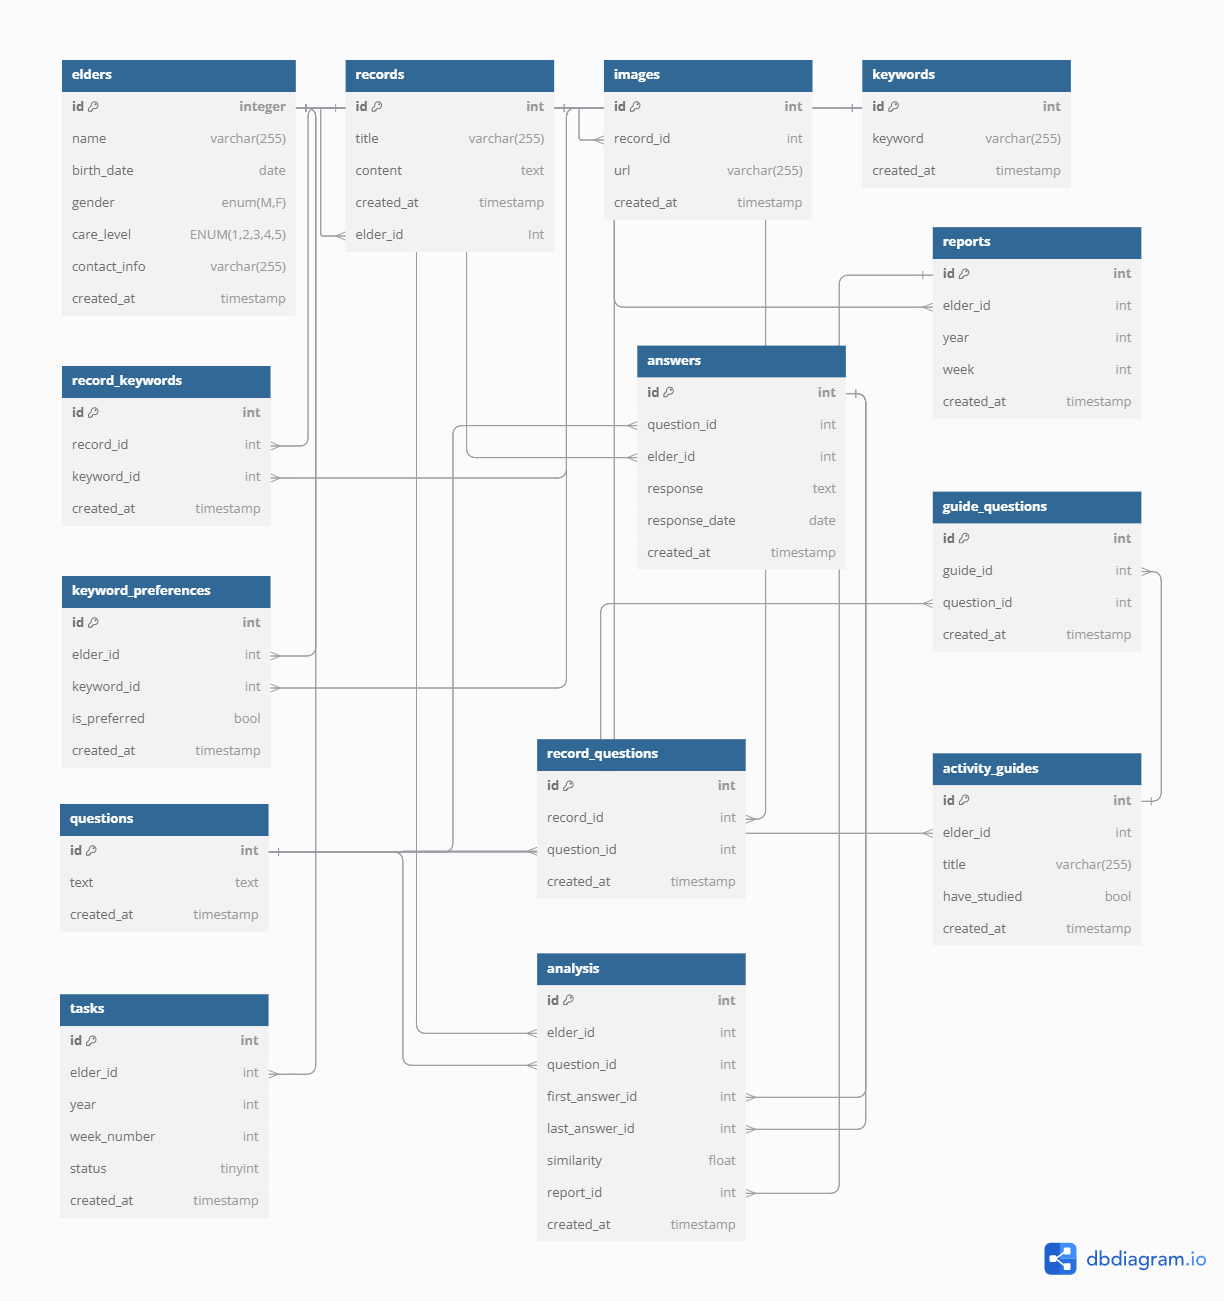 elders
id integer
name varchar(255)
birth_date date
gender enum(M,F)
care_level ENUM(1,2,3,4,5)
contact_info varchar(255)
created_at timestamp
records
id int
title varchar(255)
content text
created_at timestamp
elder_id Int
images
id int
record_id int
url varchar(255)
created_at timestamp
keywords
id int
keyword varchar(255)
created_at timestamp
reports
id int
elder_id int
year int
week int
created_at timestamp
record_keywords
id int
record_id int
keyword_id int
created_at timestamp
answers
id int
question_id int
elder_id int
response text
response_date date
created_at timestamp
guide_questions
id int
guide_id int
question_id int
created_at timestamp
keyword_preferences
id int
elder_id int
keyword_id int
is_preferred bool
created_at timestamp
record_questions
id int
record_id int
question_id int
created_at timestamp
activity_guides
id int
elder_id int
title varchar(255)
have_studied bool
created_at timestamp
questions
id int
text text
created_at timestamp
analysis
id int
elder_id int
question_id int
first_answer_id int
last_answer_id int
similarity float
report_id int
created_at timestamp
tasks
id int
elder_id int
year int
week_number int
status tinyint
created_at timestamp
dbdiagram.io